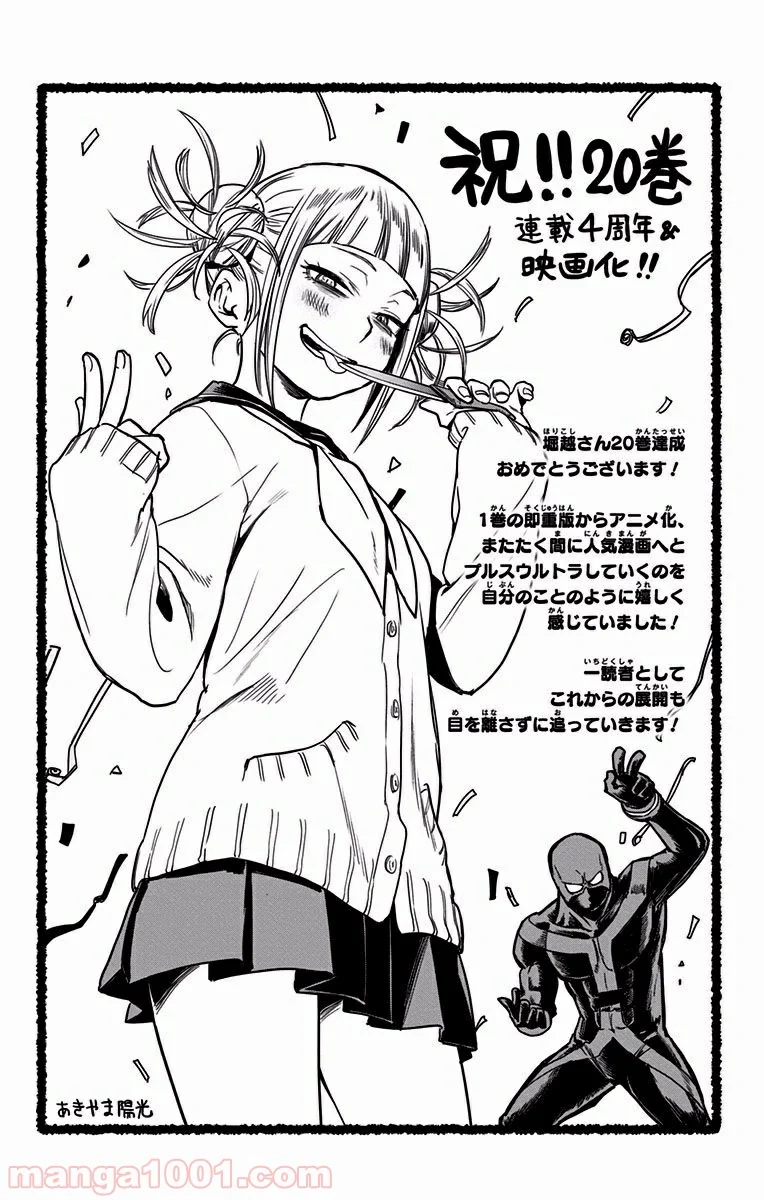 祝!!20巻
連載4周年&
映画化!!
堀越さん20巻達成
おめでとうございます!
1巻の即重版からアニメ化、
またたく間に人気漫画へと
プルスウルトラしていくのを
自分のことのように嬉しく
感じていました!
一読者として
これからの展開も
目を離さずに追っていきます!
あきやま陽光
manga1001.com